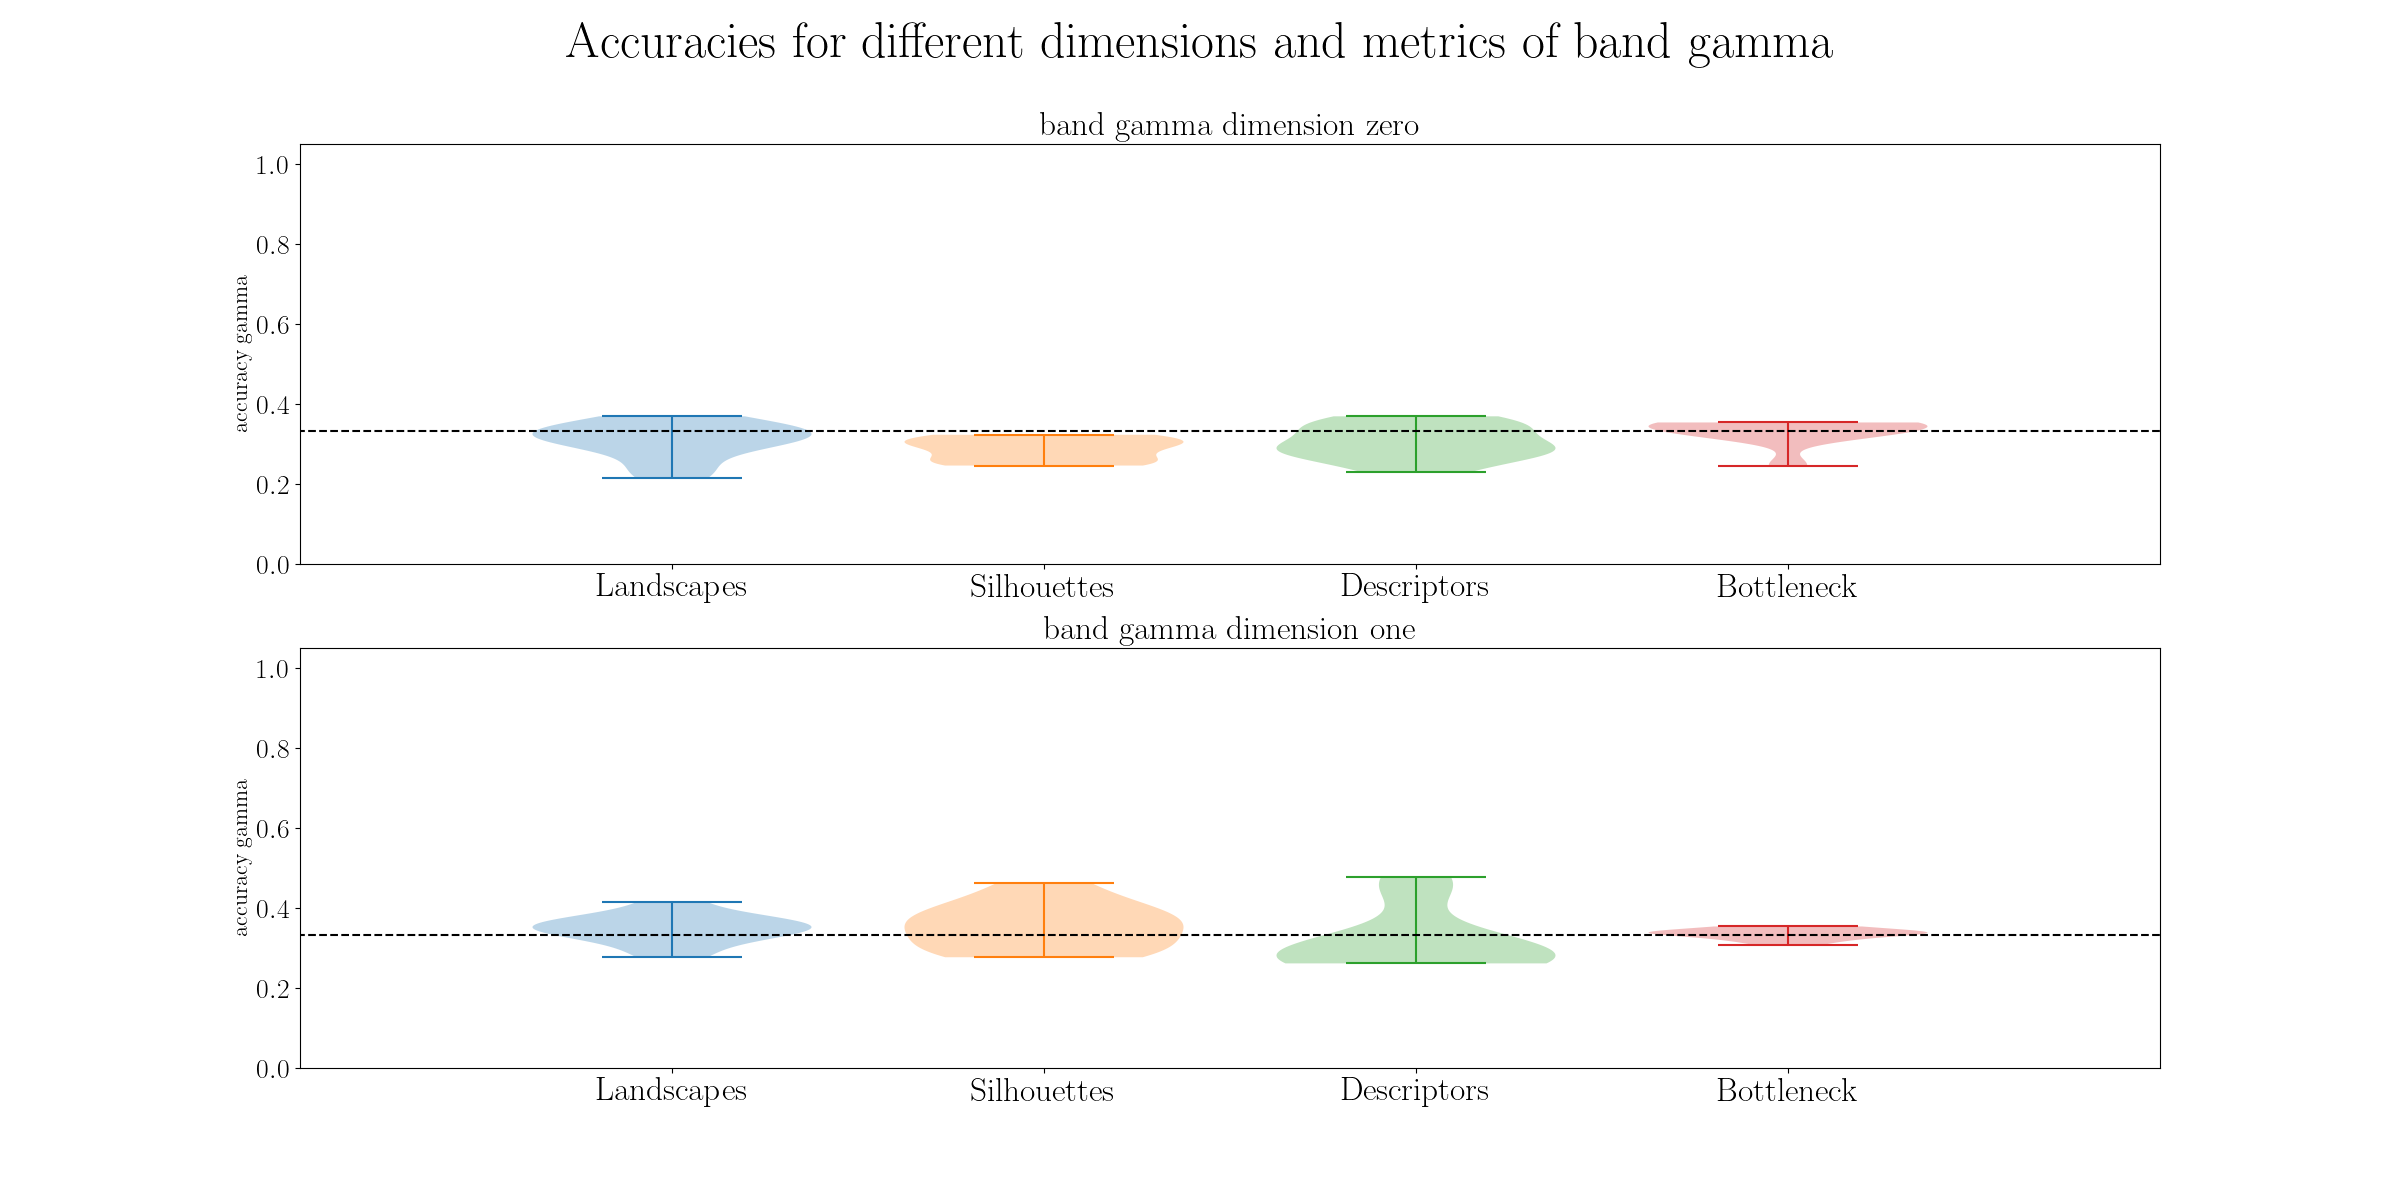 Accuracies for different dimensions and metrics of band gamma
band gamma dimension zero
1.0
0.8
0.6
0.4
0.2
0.0
accuracy gamma
Landscapes Silhouettes Descriptors Bottleneck
band gamma dimension one
1.0
0.8
0.6
0.4
0.2
0.0
accuracy gamma
Landscapes Silhouettes Descriptors Bottleneck